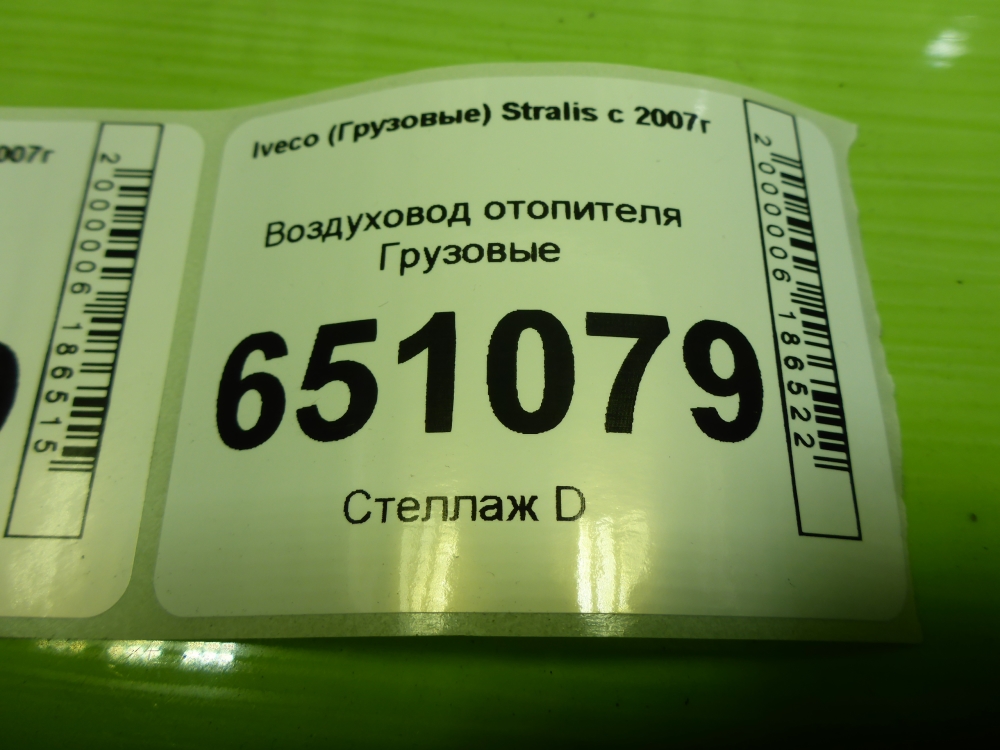 007г
2000006186515
Iveco (Грузовые) Stralis с 2007г
Воздуховод отопителя
Грузовые
651079
Стеллаж D
2000006186522